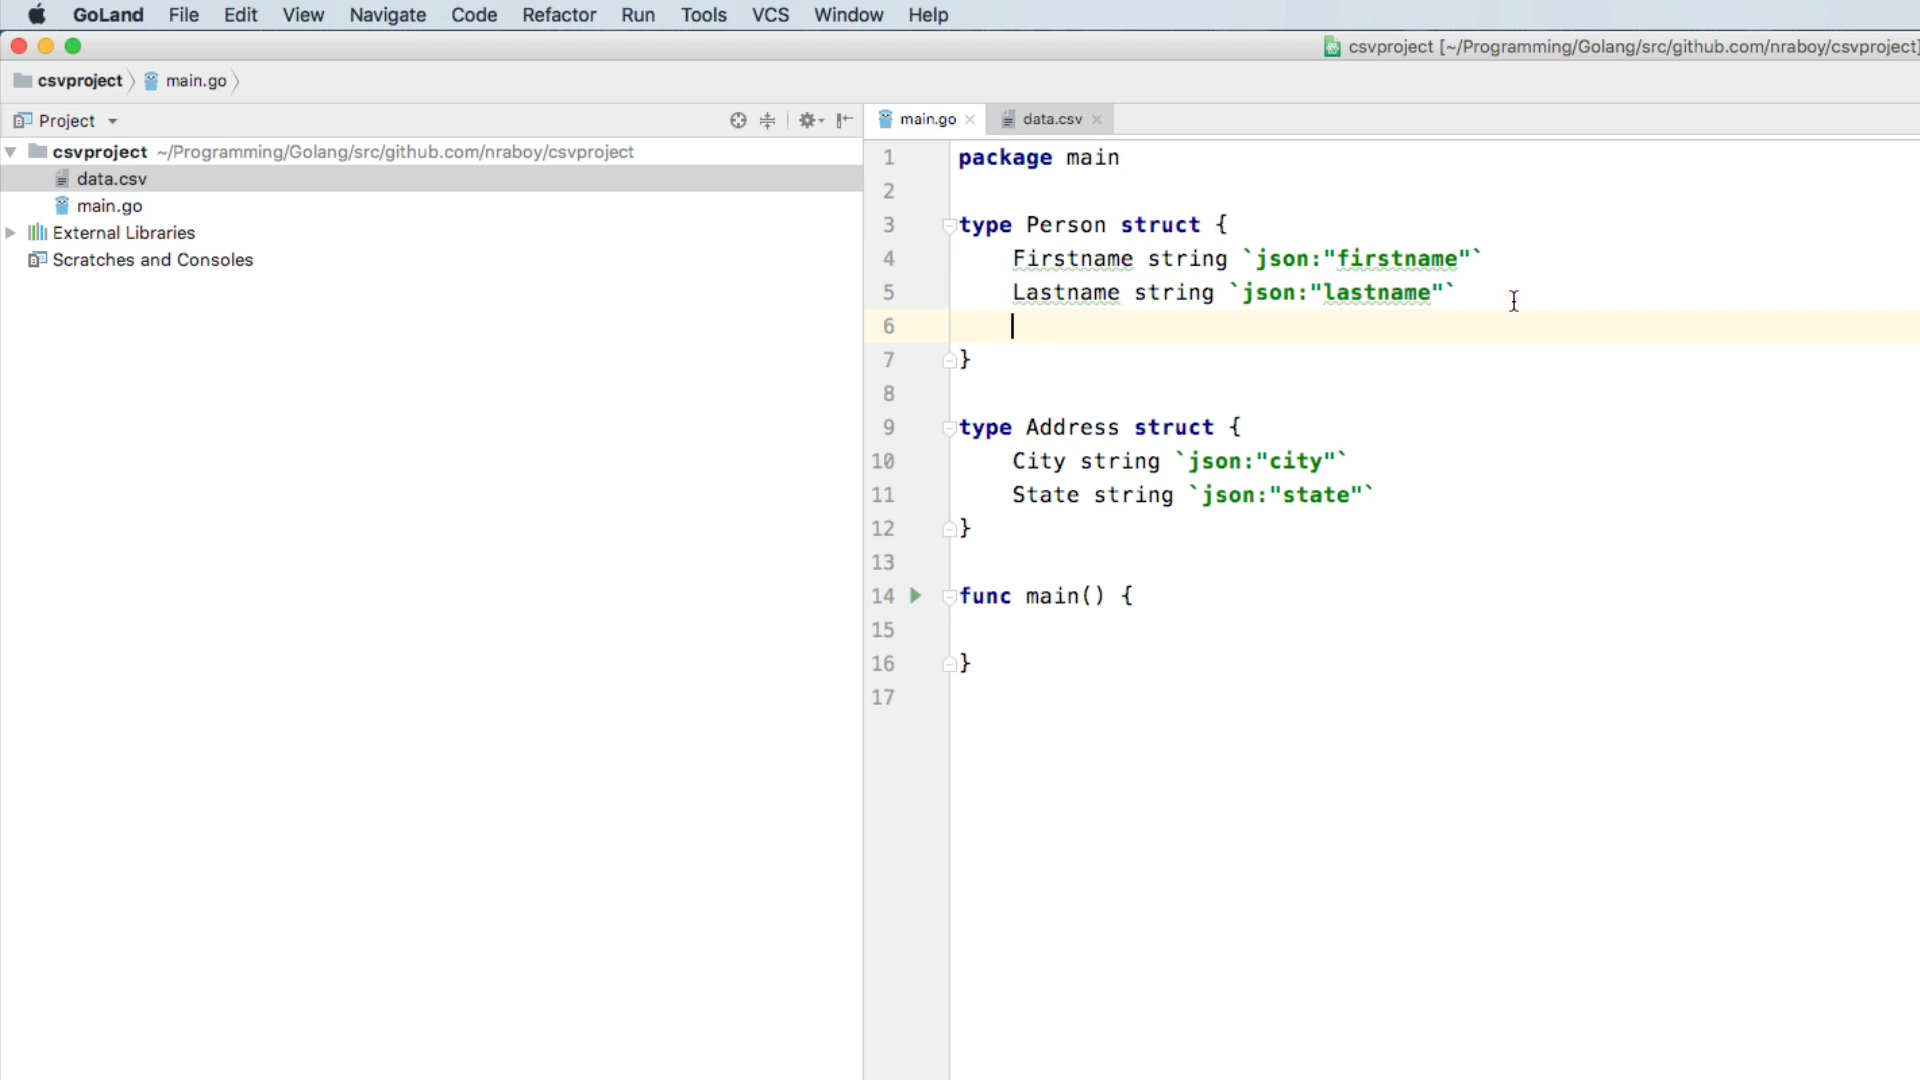 GoLand File Edit View Navigate Code Refactor Run Tools VCS Window Help
csvproject [~/Programming/Golang/src/github.com/nraboy/csvproject]
csvproject main.go
Project
main.go data.csv
csvproject ~/Programming/Golang/src/github.com/nraboy/csvproject
data.csv
main.go
External Libraries
Scratches and Consoles
1 package main
2
3 type Person struct {
4 Firstname string `json:"firstname"`
5 Lastname string `json:"lastname"`
6
7 }
8
9 type Address struct {
10 City string `json:"city"`
11 State string `json:"state"`
12 }
13
14 func main() {
15
16 }
17